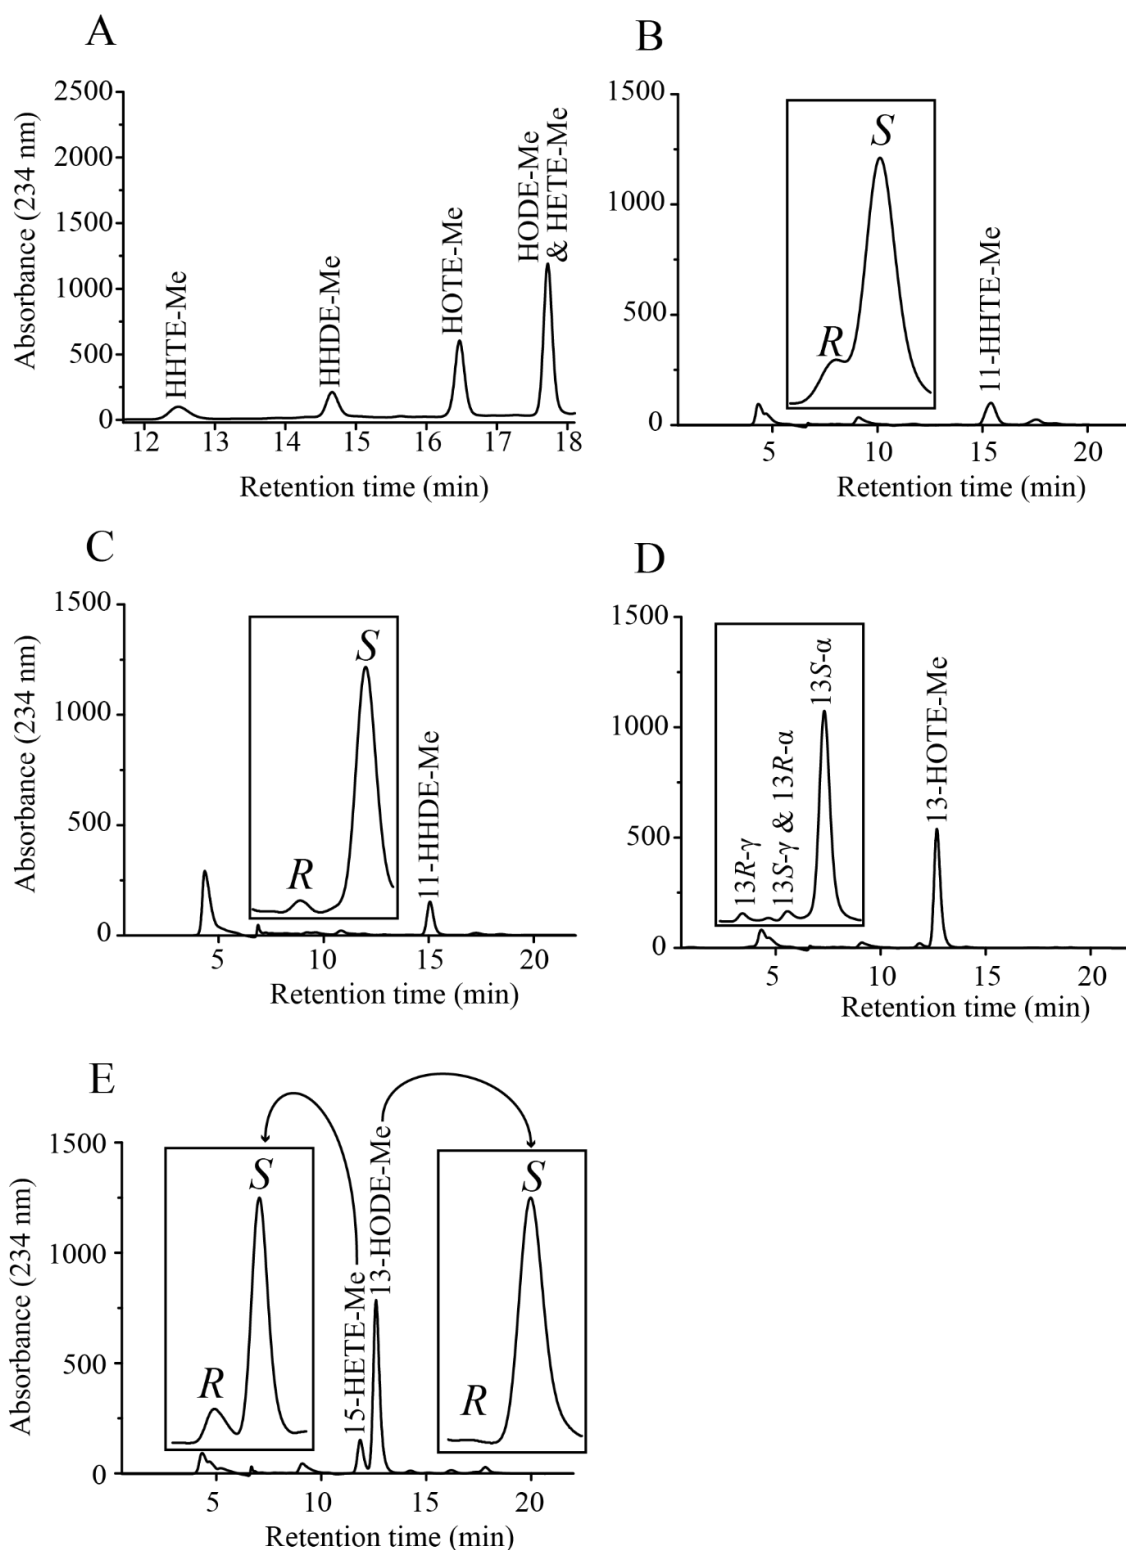 A
Absorbance (234 nm)
2500
2000
1500
1000
500
0
HHTE-Me
HHDE-Me
HOTE-Me
HODE-Me
& HETE-Me
12 13 14 15 16 17 18
Retention time (min)
B
1500
1000
500
0
R
S
11-HHTE-Me
5 10 15 20
Retention time (min)
C
Absorbance (234 nm)
1500
1000
500
0
R
S
11-HHDE-Me
5 10 15 20
Retention time (min)
D
1500
1000
500
0
13R-γ
13S-γ & 13R-α
13S-α
13-HOTE-Me
5 10 15 20
Retention time (min)
E
Absorbance (234 nm)
1500
1000
500
0
R
S
15-HETE-Me
13-HODE-Me
R
S
5 10 15 20
Retention time (min)